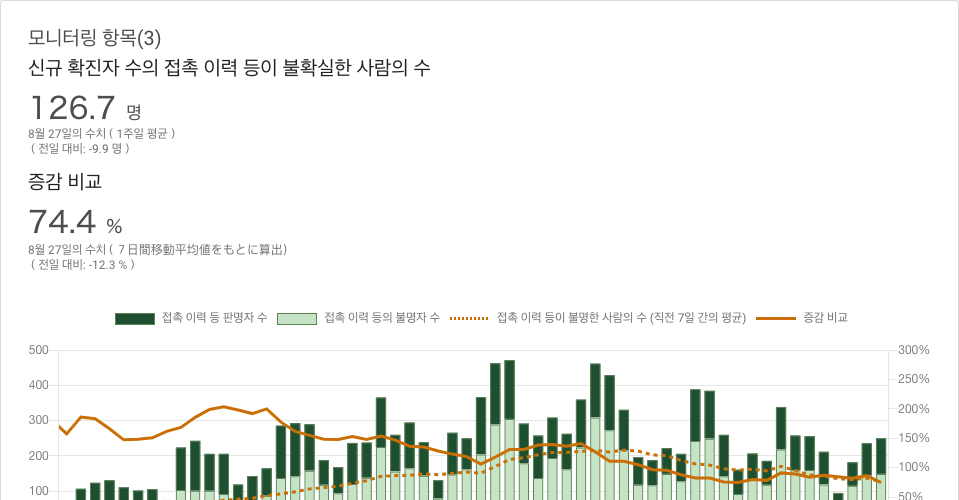 모니터링 항목(3)
신규 확진자 수의 접촉 이력 등이 불확실한 사람의 수
126.7 명
8월 27일의 수치 ( 1주일 평균 )
( 전일 대비: -9.9 명 )
증감 비교
74.4 %
8월 27일의 수치 ( ７日間移動平均値をもとに算出)
( 전일 대비: -12.3 % )
접촉 이력 등 판명자 수 접촉 이력 등의 불명자 수 접촉 이력 등이 불명한 사람의 수 (직전 7일 간의 평균) 증감 비교
500 300%
250%
400
200%
300
150%
200
100%
100
50%